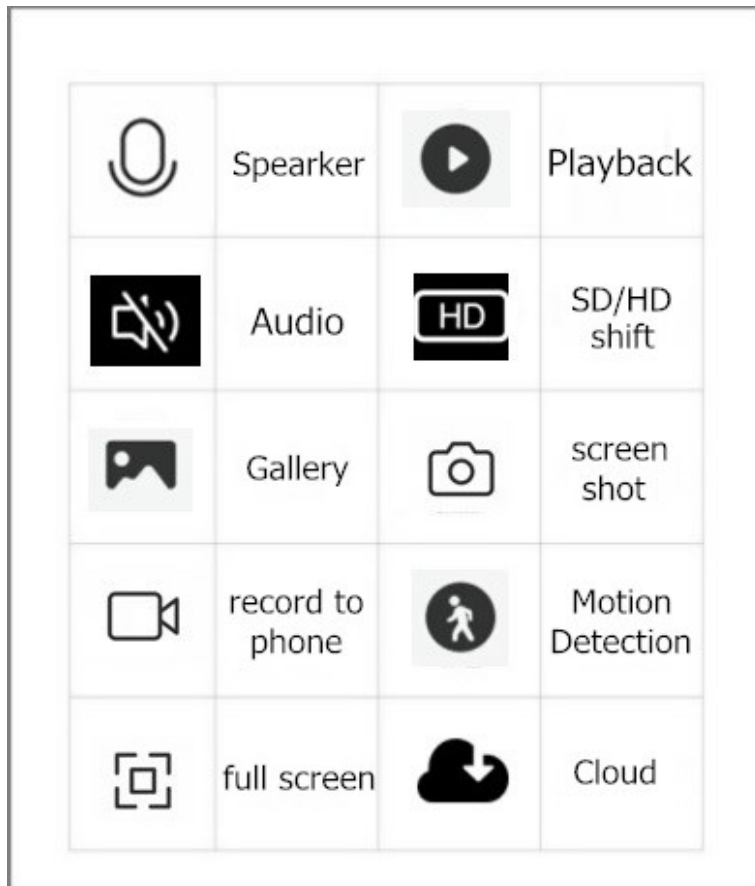 Spearker
Playback
Audio
HD
SD/HD
shift
Gallery
screen
shot
record to
phone
Motion
Detection
full screen
Cloud